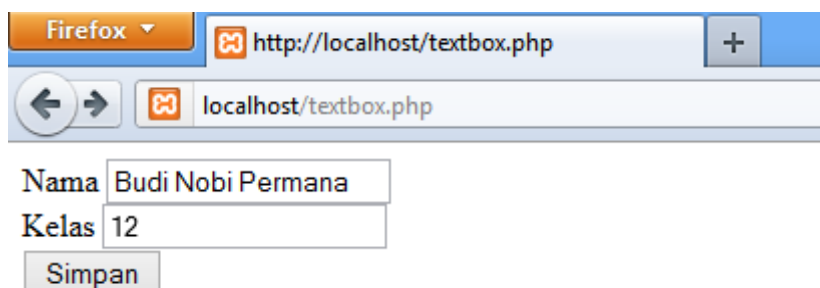 Firefox
http://localhost/textbox.php
localhost/textbox.php
Nama Budi Nobi Permana
Kelas 12
Simpan